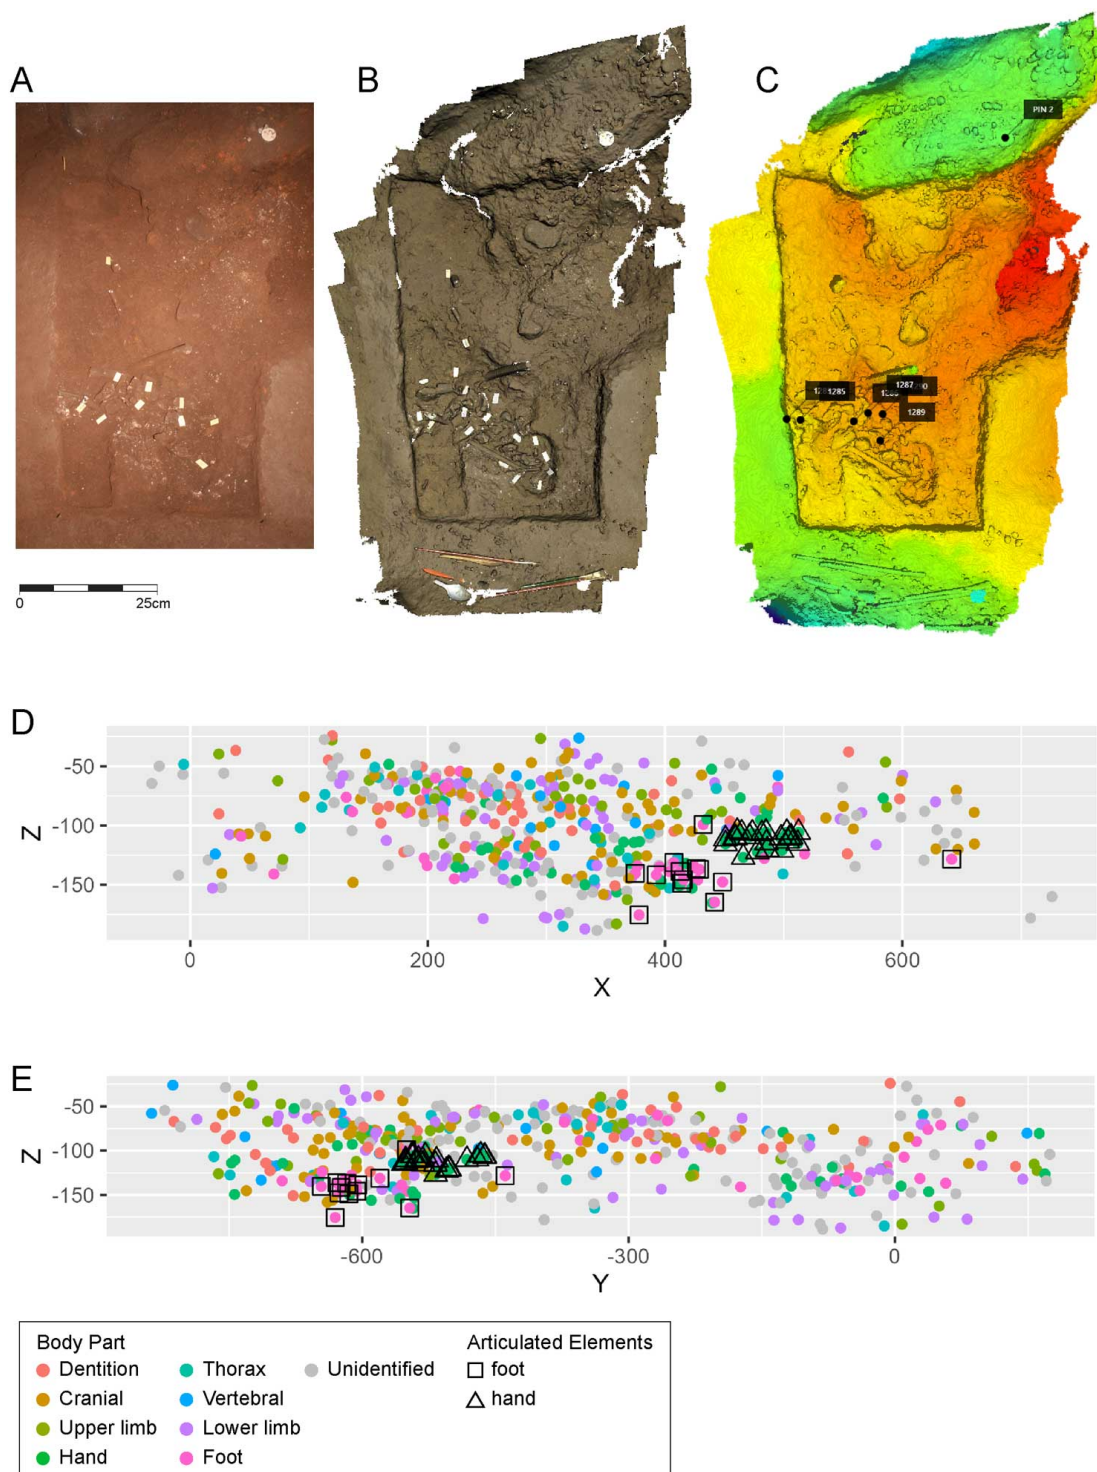 A
B
C
PIN 2
1285
1287
1289
0 25cm
D
Z
-50
-100
-150
0 200 400 600
X
E
Z
-50
-100
-150
-600 -300 0
Y
Body Part
Dentition
Cranial
Upper limb
Hand
Thorax
Vertebral
Lower limb
Foot
Unidentified
Articulated Elements
foot
hand